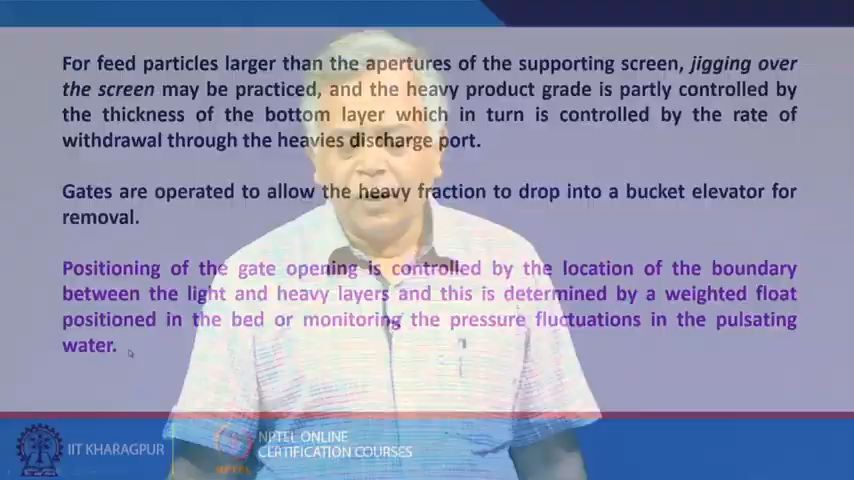 For feed particles larger than the apertures of the supporting screen, jigging over
the screen may be practiced, and the heavy product grade is partly controlled by
the thickness of the bottom layer which in turn is controlled by the rate of
withdrawal through the heavies discharge port.
Gates are operated to allow the heavy fraction to drop into a bucket elevator for
removal.
Positioning of the gate opening is controlled by the location of the boundary
between the light and heavy layers and this is determined by a weighted float
positioned in the bed or monitoring the pressure fluctuations in the pulsating
water.
IIT KHARAGPUR
NPTEL
NPTEL ONLINE
CERTIFICATION COURSES